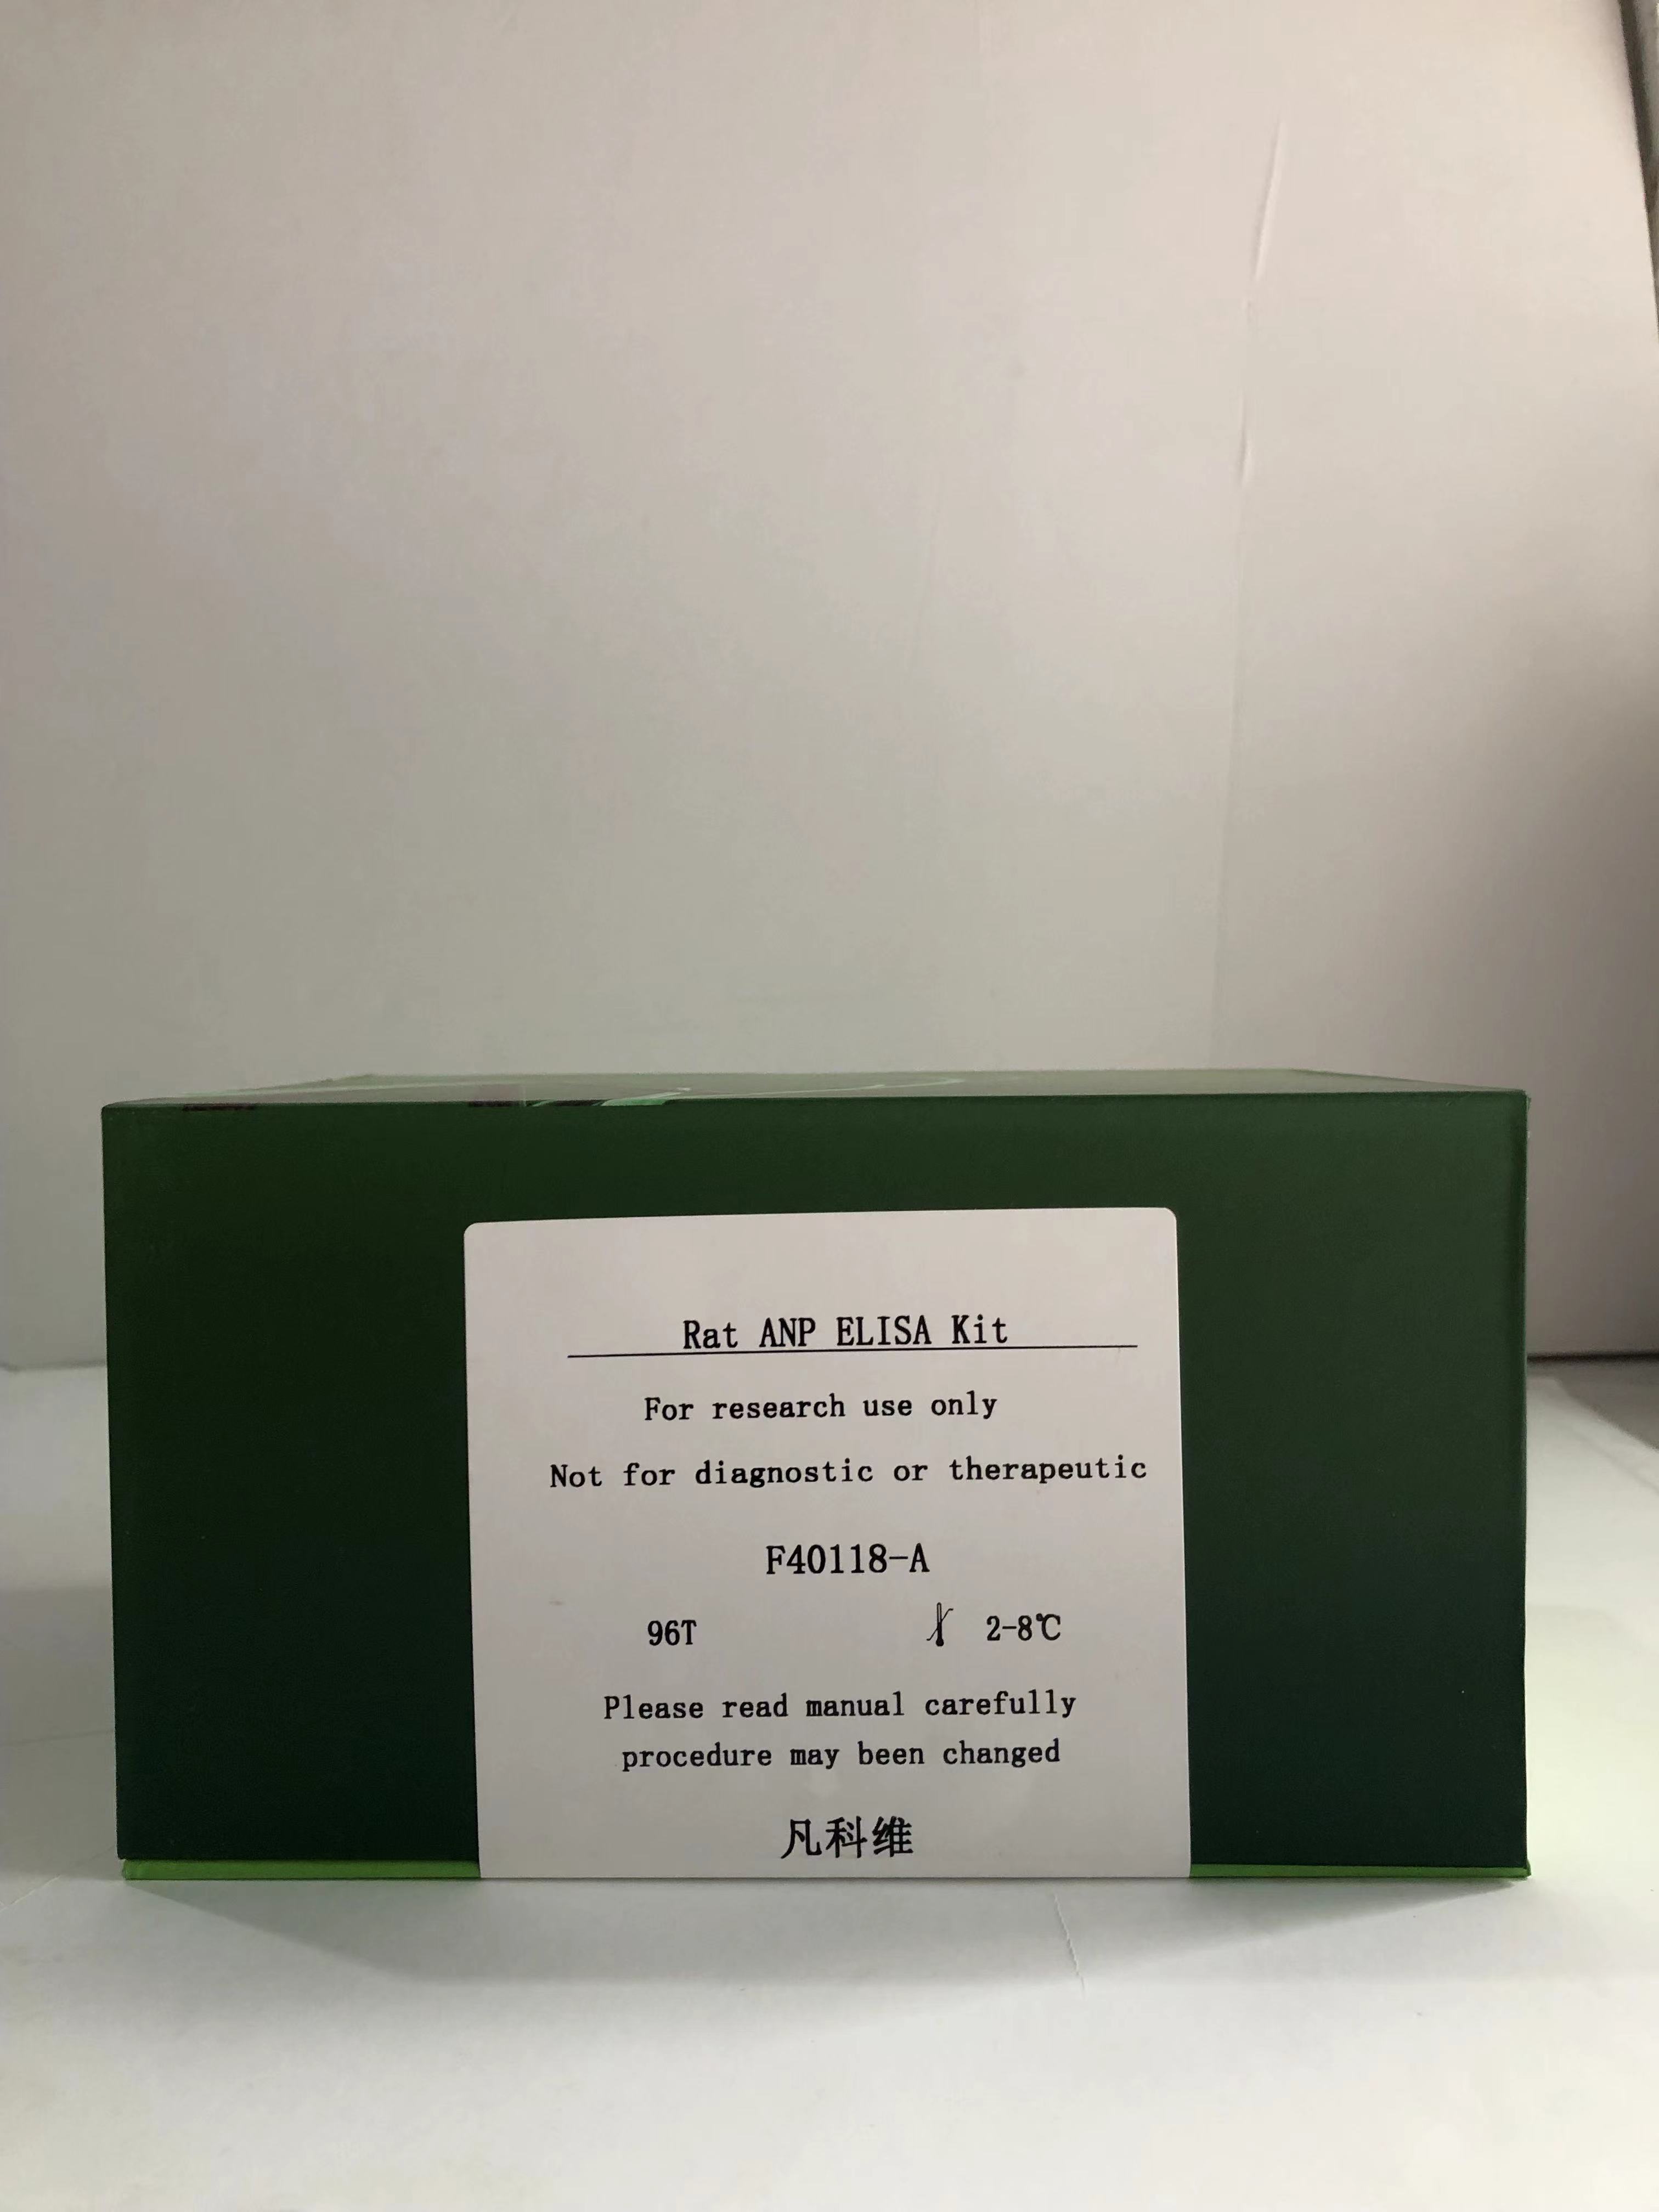 Rat ANP ELISA Kit
For research use only
Not for diagnostic or therapeutic
F40118-A
96T 2-8℃
Please read manual carefully
procedure may been changed
凡科维